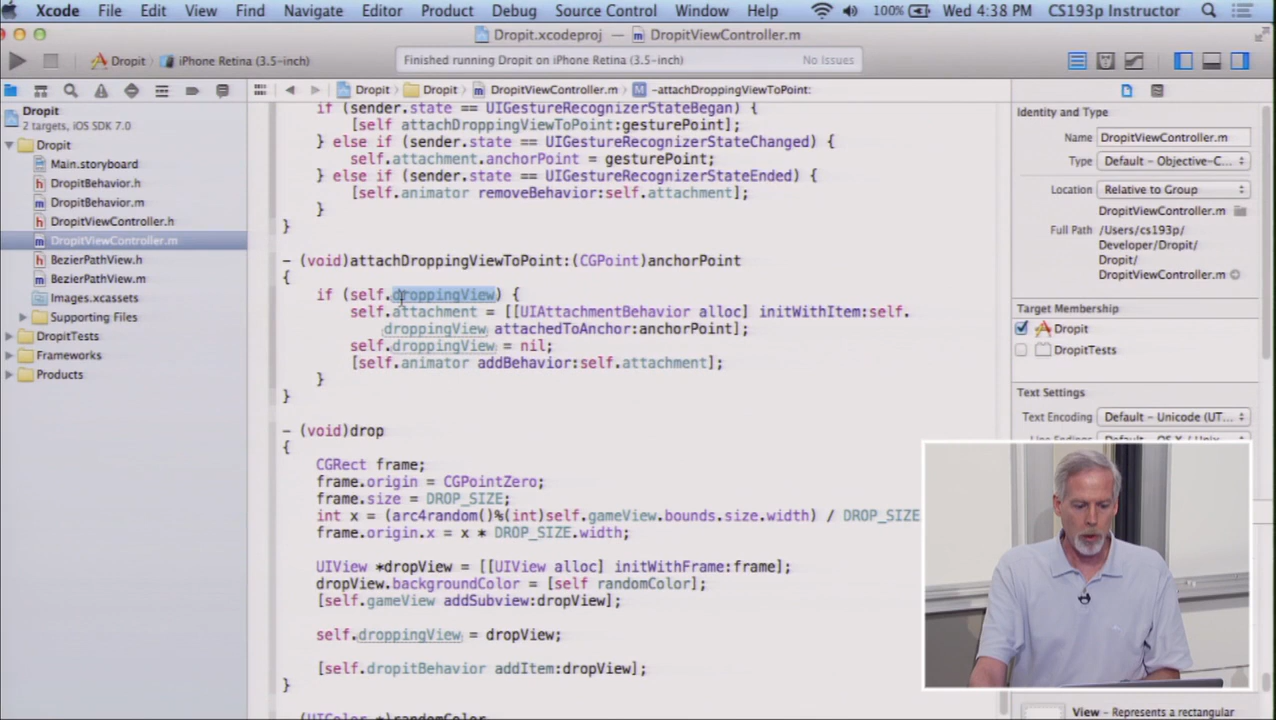 Xcode File Edit View Find Navigate Editor Product Debug Source Control Window Help 100% Wed 4:38 PM CS193p Instructor
Dropit.xcodeproj — DropitViewController.m
Dropit iPhone Retina (3.5-inch)
Finished running Dropit on iPhone Retina (3.5-inch) No Issues
Dropit Dropit DropitViewController.m -attachDroppingViewToPoint:
Dropit
2 targets, iOS SDK 7.0
Dropit
Main.storyboard
DropitBehavior.h
DropitBehavior.m
DropitViewController.h
DropitViewController.m
BezierPathView.h
BezierPathView.m
Images.xcassets
Supporting Files
DropitTests
Frameworks
Products
if (sender.state == UIGestureRecognizerStateBegan) {
[self attachDroppingViewToPoint:gesturePoint];
} else if (sender.state == UIGestureRecognizerStateChanged) {
self.attachment.anchorPoint = gesturePoint;
} else if (sender.state == UIGestureRecognizerStateEnded) {
[self.animator removeBehavior:self.attachment];
}
}
- (void)attachDroppingViewToPoint:(CGPoint)anchorPoint
{
if (self.droppingView) {
self.attachment = [[UIAttachmentBehavior alloc] initWithItem:self.
droppingView attachedToAnchor:anchorPoint];
self.droppingView = nil;
[self.animator addBehavior:self.attachment];
}
}
- (void)drop
{
CGRect frame;
frame.origin = CGPointZero;
frame.size = DROP_SIZE;
int x = (arc4random()%(int)self.gameView.bounds.size.width) / DROP_SIZE
frame.origin.x = x * DROP_SIZE.width;
UIView *dropView = [[UIView alloc] initWithFrame:frame];
dropView.backgroundColor = [self randomColor];
[self.gameView addSubview:dropView];
self.droppingView = dropView;
[self.dropitBehavior addItem:dropView];
}
(UIColor *)randomColor
Identity and Type
Name DropitViewController.m
Type Default - Objective-C...
Location Relative to Group
DropitViewController.m
Full Path /Users/cs193p/
Developer/Dropit/
Dropit/
DropitViewController.m
Target Membership
Dropit
DropitTests
Text Settings
Text Encoding Default - Unicode (UT...
View - Represents a rectangular